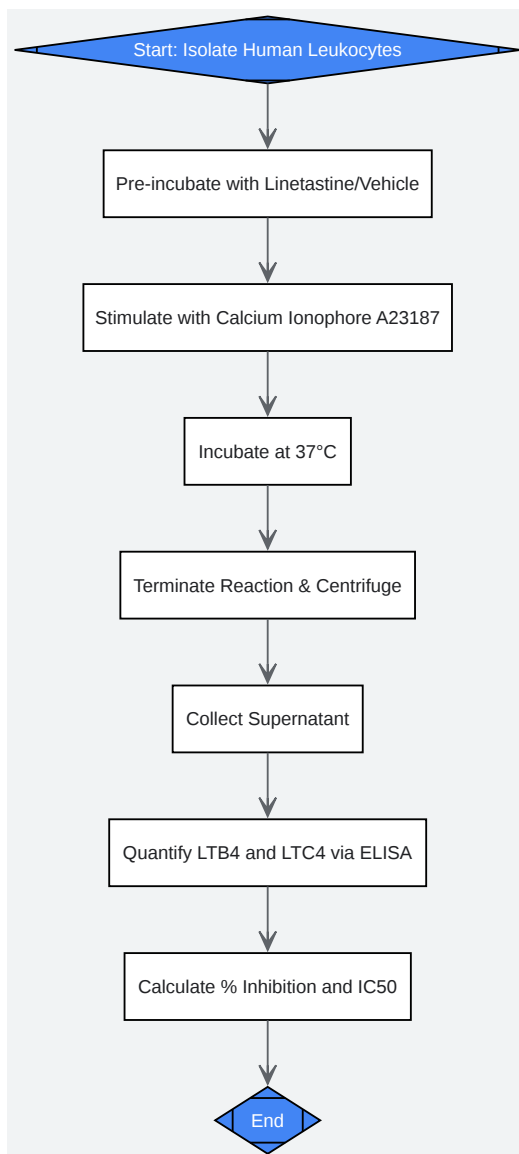 Start: Isolate Human Leukocytes
Pre-incubate with Linetastine/Vehicle
Stimulate with Calcium Ionophore A23187
Incubate at 37°C
Terminate Reaction & Centrifuge
Collect Supernatant
Quantify LTB4 and LTC4 via ELISA
Calculate % Inhibition and IC50
End